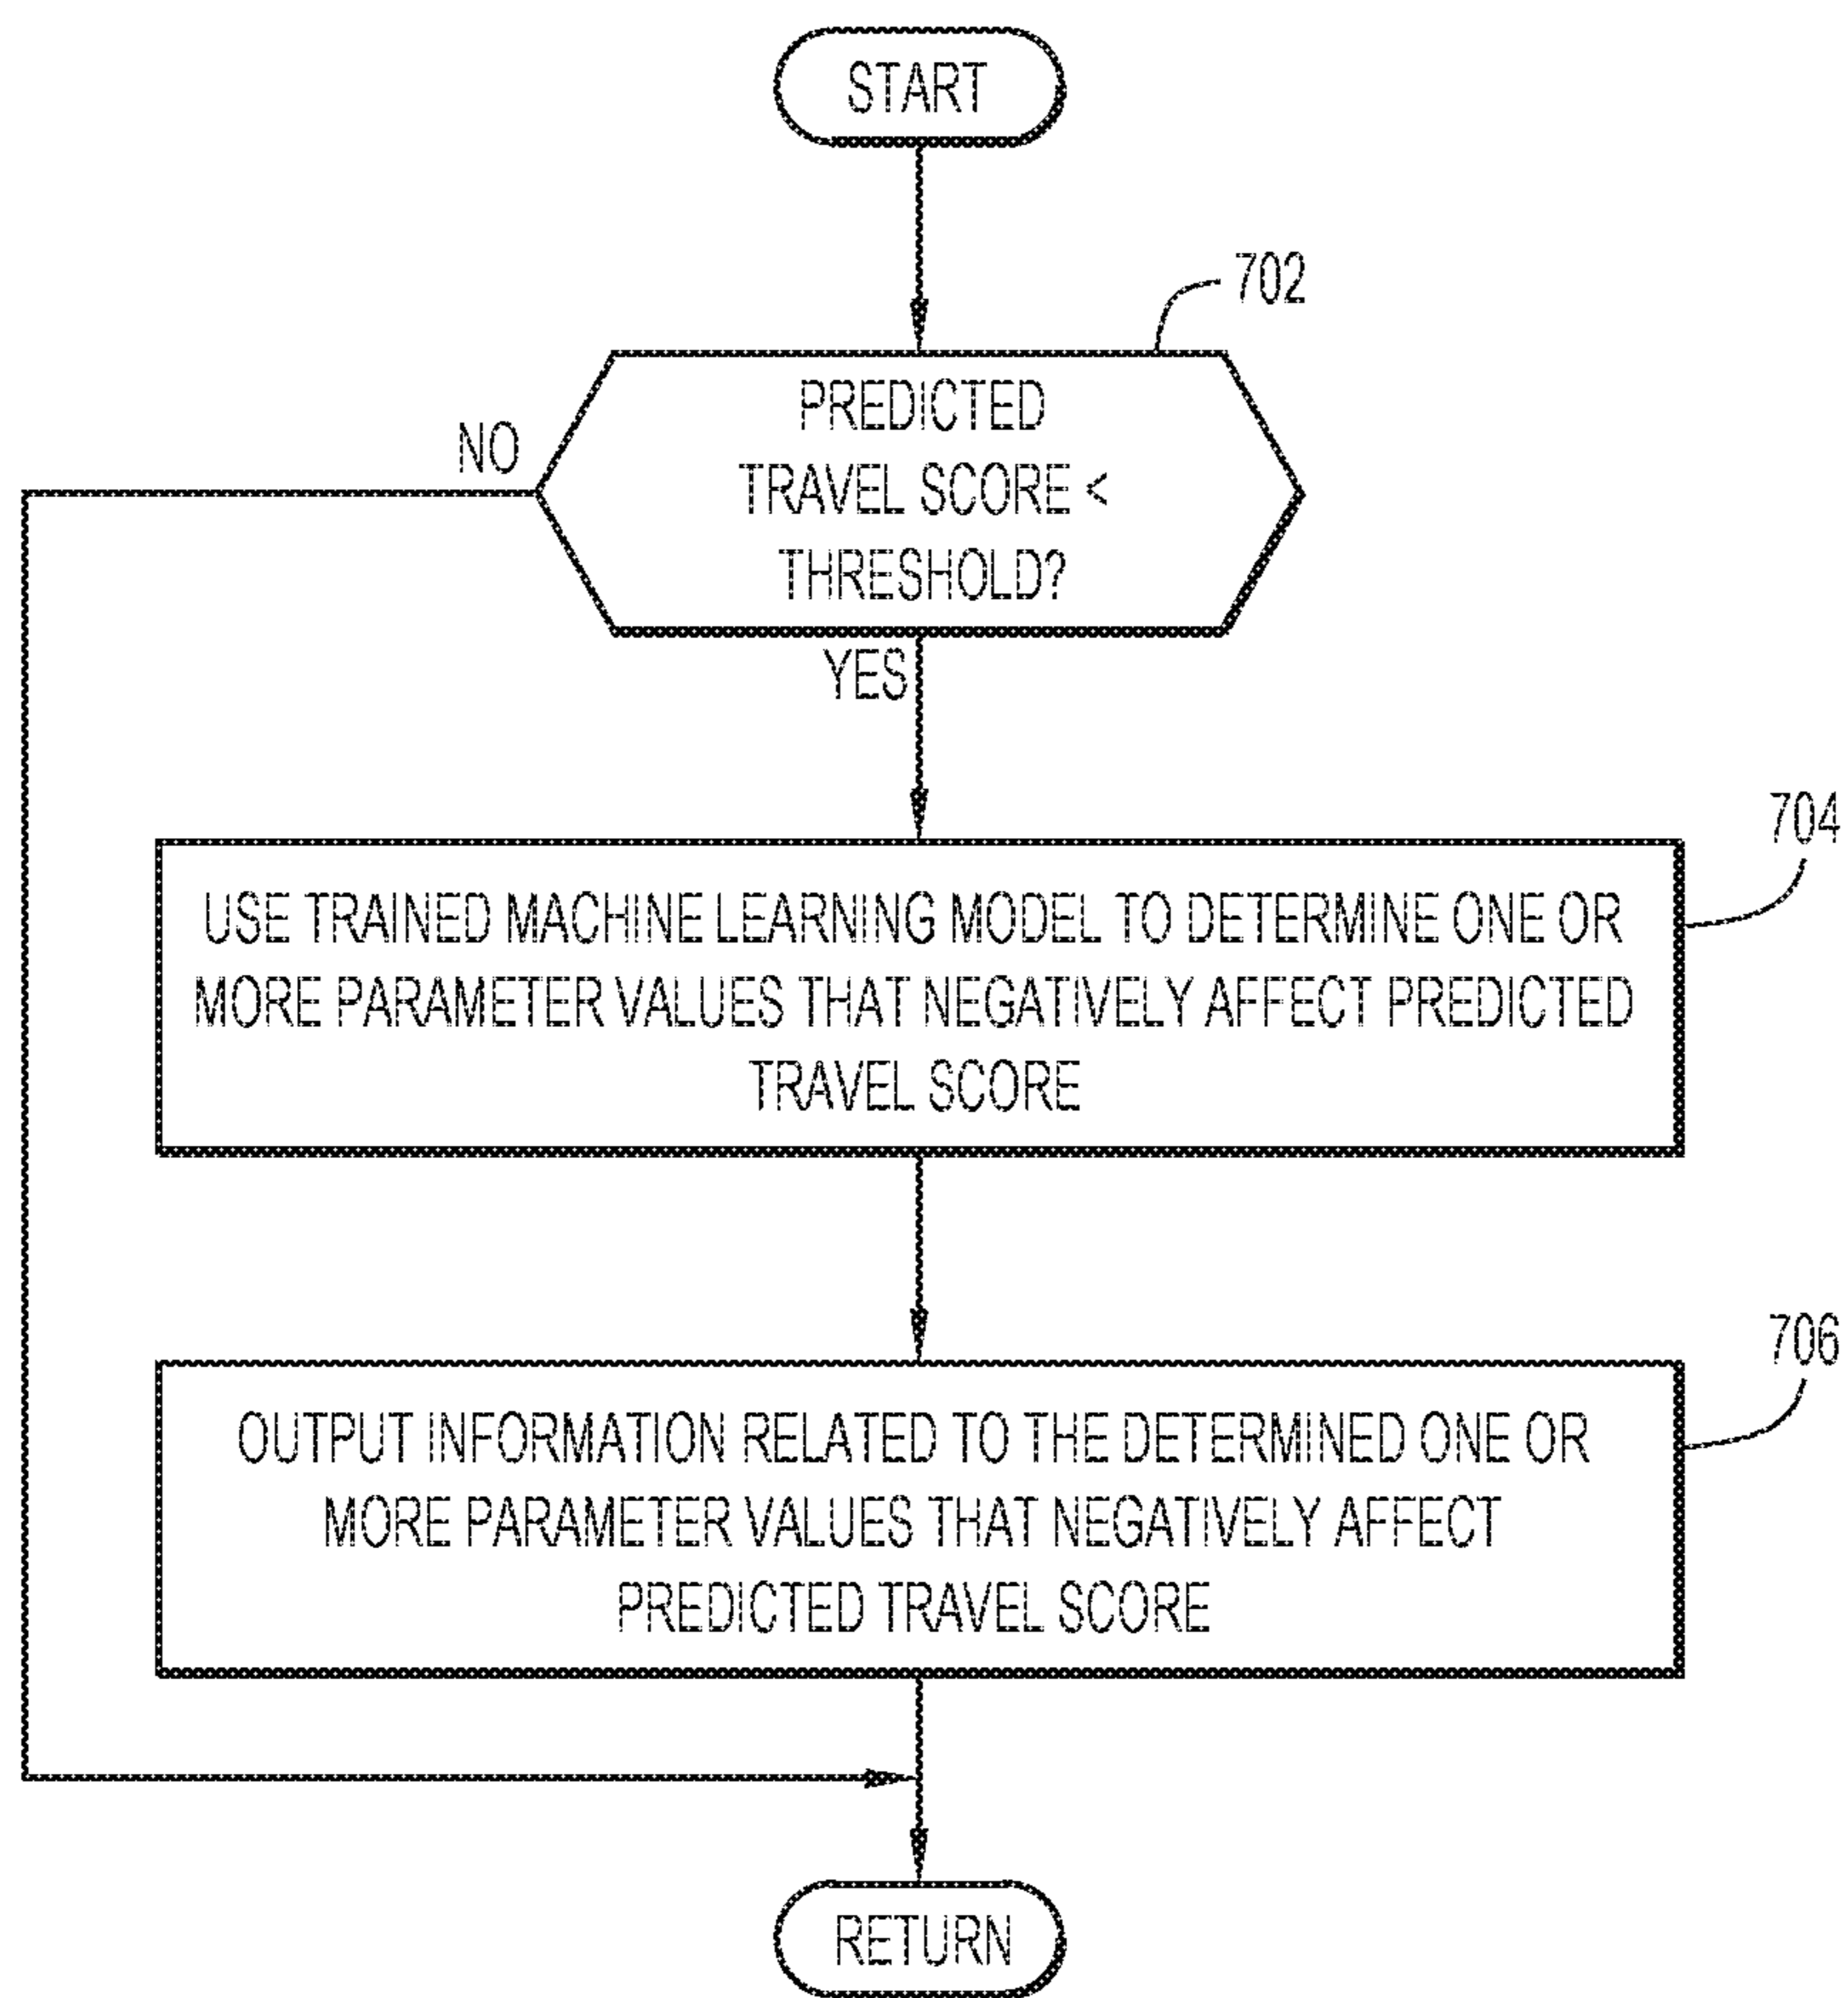 START
702
PREDICTED
TRAVEL SCORE <
THRESHOLD?
NO
YES
704
USE TRAINED MACHINE LEARNING MODEL TO DETERMINE ONE OR
MORE PARAMETER VALUES THAT NEGATIVELY AFFECT PREDICTED
TRAVEL SCORE
706
OUTPUT INFORMATION RELATED TO THE DETERMINED ONE OR
MORE PARAMETER VALUES THAT NEGATIVELY AFFECT
PREDICTED TRAVEL SCORE
RETURN